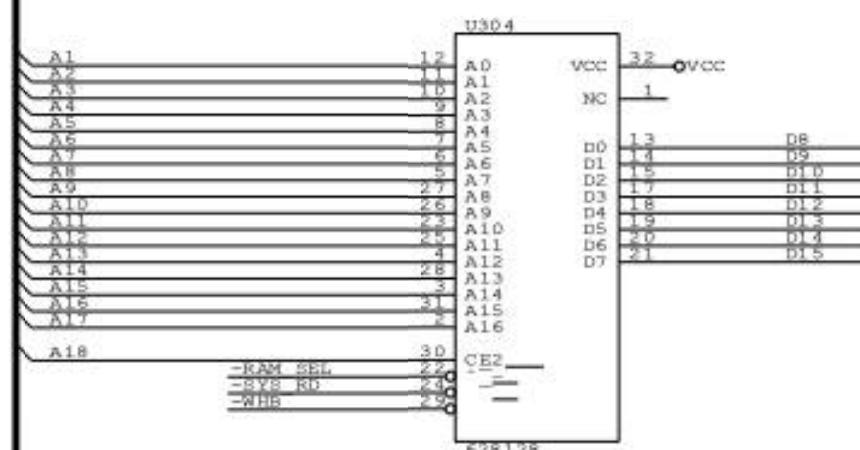 U304
A1 12 A0 VCC 32 VCC
A2 11 A1
A3 10 A2 NC 1
A4 9 A3
A5 8 A4
A6 7 A5 D0 13 D8
A7 6 A6 D1 14 D9
A8 5 A7 D2 15 D10
A9 27 A8 D3 17 D11
A10 26 A9 D4 18 D12
A11 23 A10 D5 19 D13
A12 25 A11 D6 20 D14
A13 4 A12 D7 21 D15
A14 28 A13
A15 3 A14
A16 31 A15
A17 2 A16
A18 30 CE2
-RAM SEL 22
-SYS RD 24
-WHB 29
628128